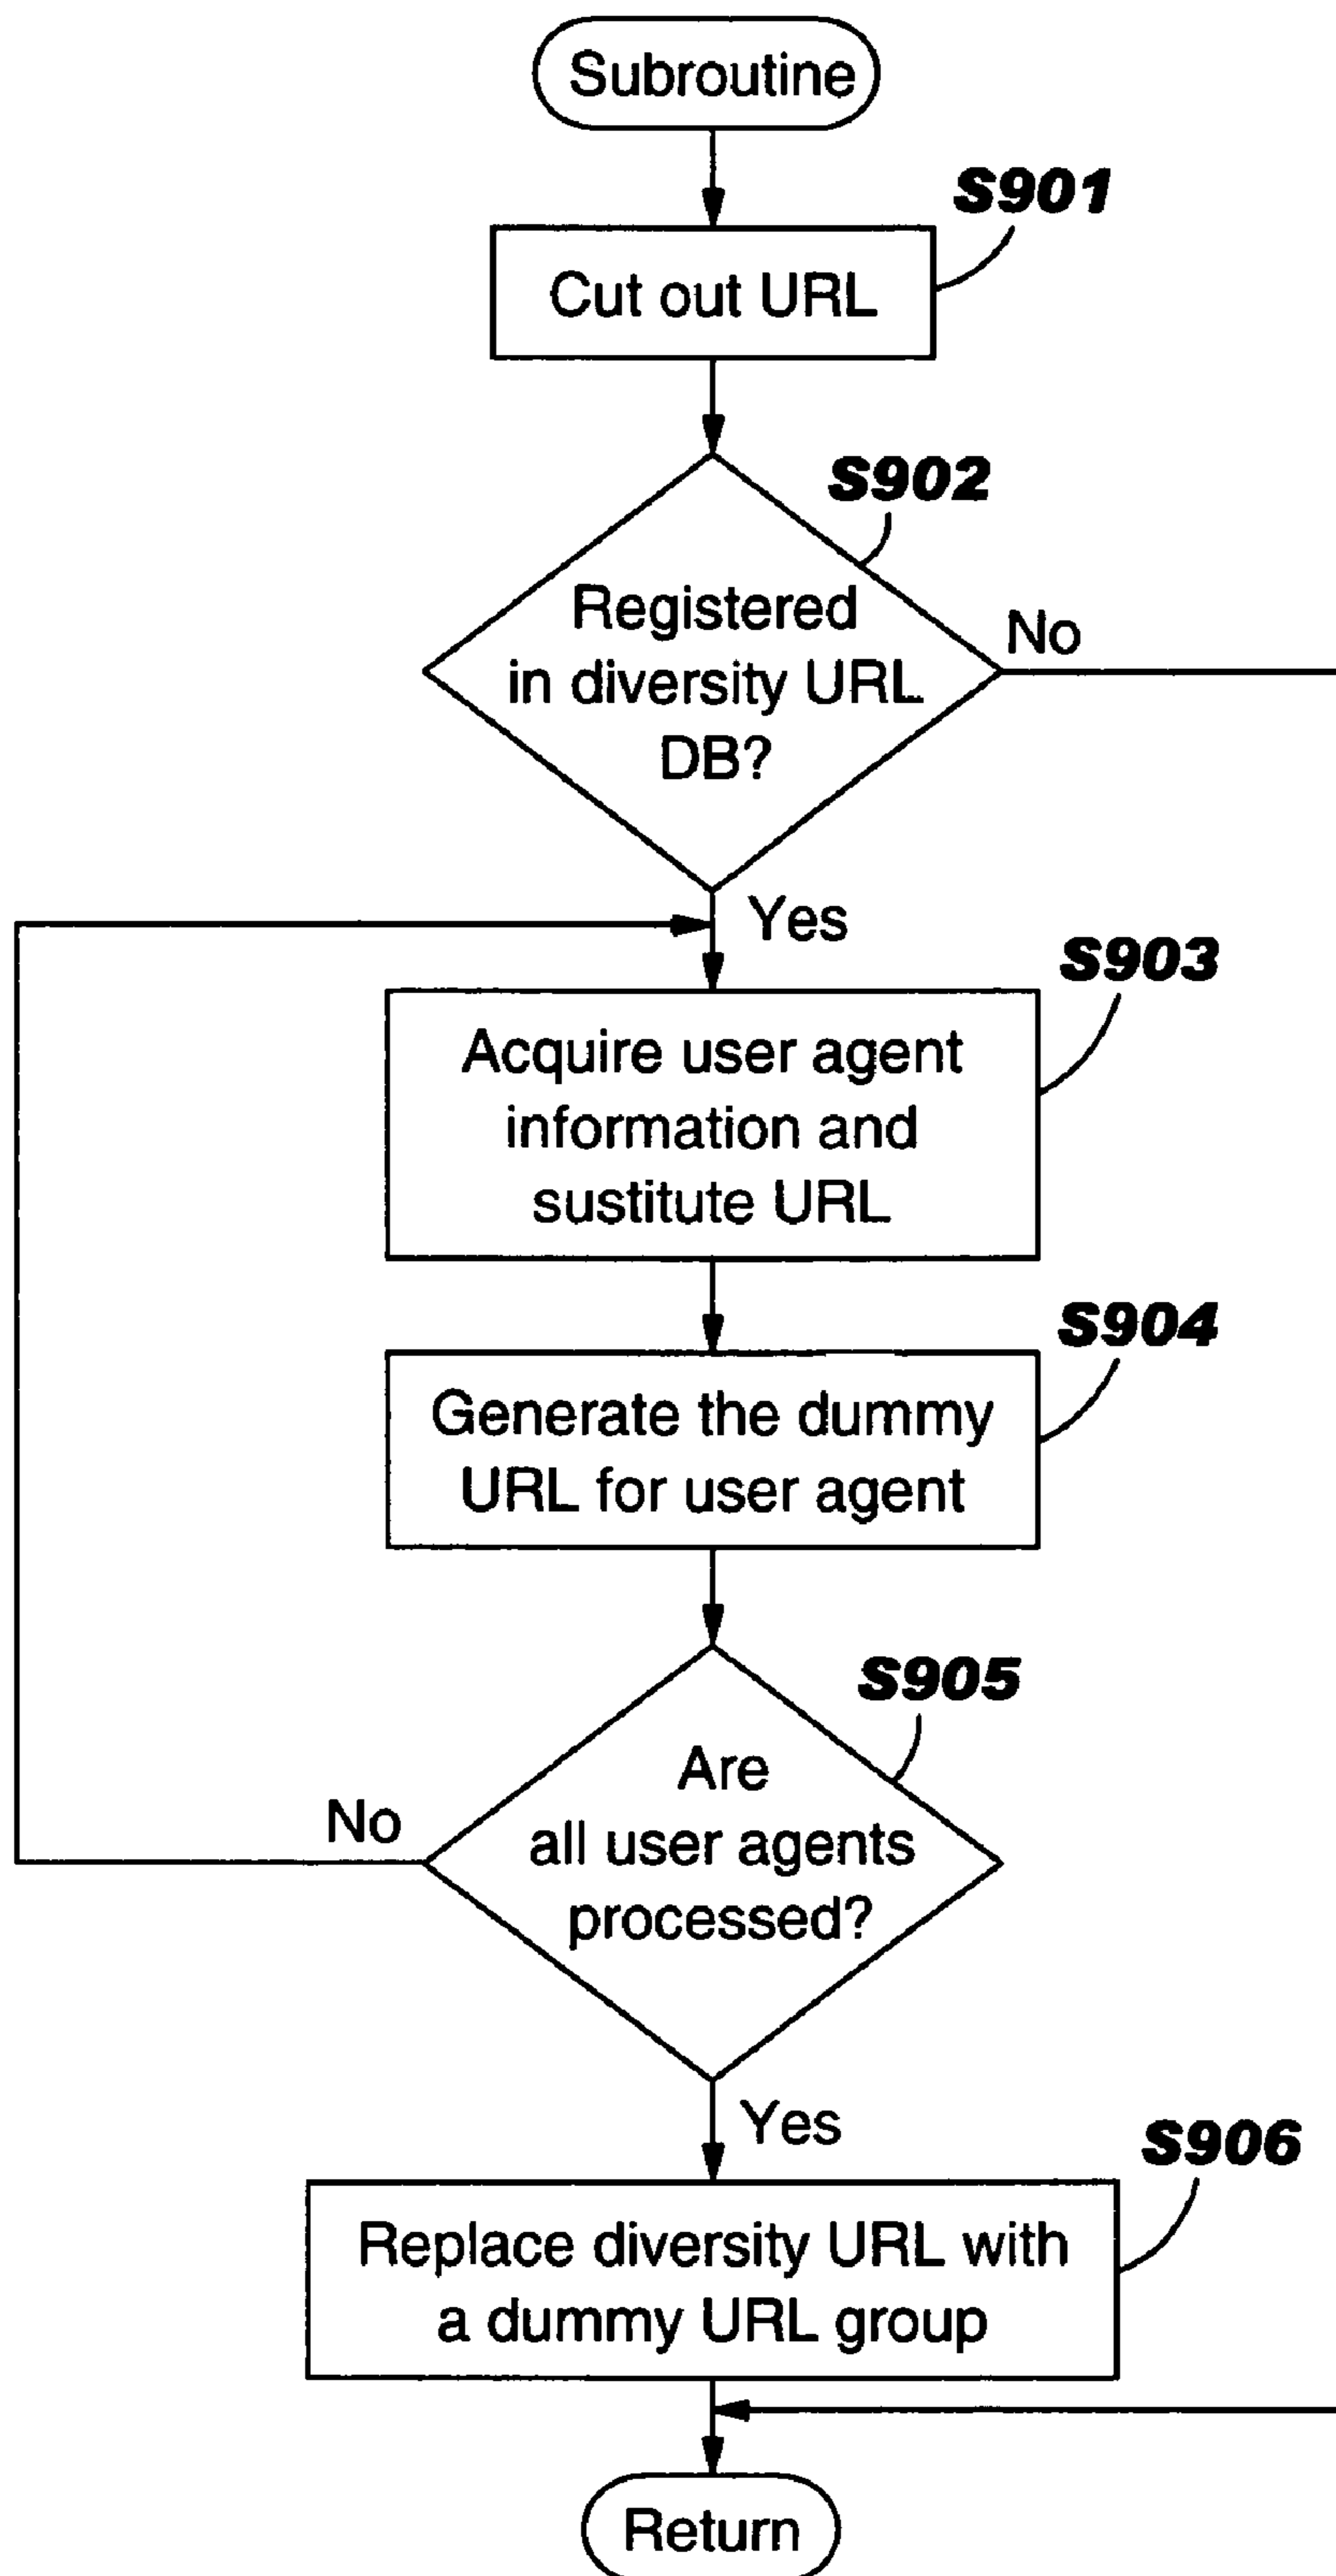 Subroutine
S901
Cut out URL
S902
Registered
in diversity URL
DB?
No
Yes
S903
Acquire user agent
information and
sustitute URL
S904
Generate the dummy
URL for user agent
S905
Are
all user agents
processed?
No
Yes
S906
Replace diversity URL with
a dummy URL group
Return